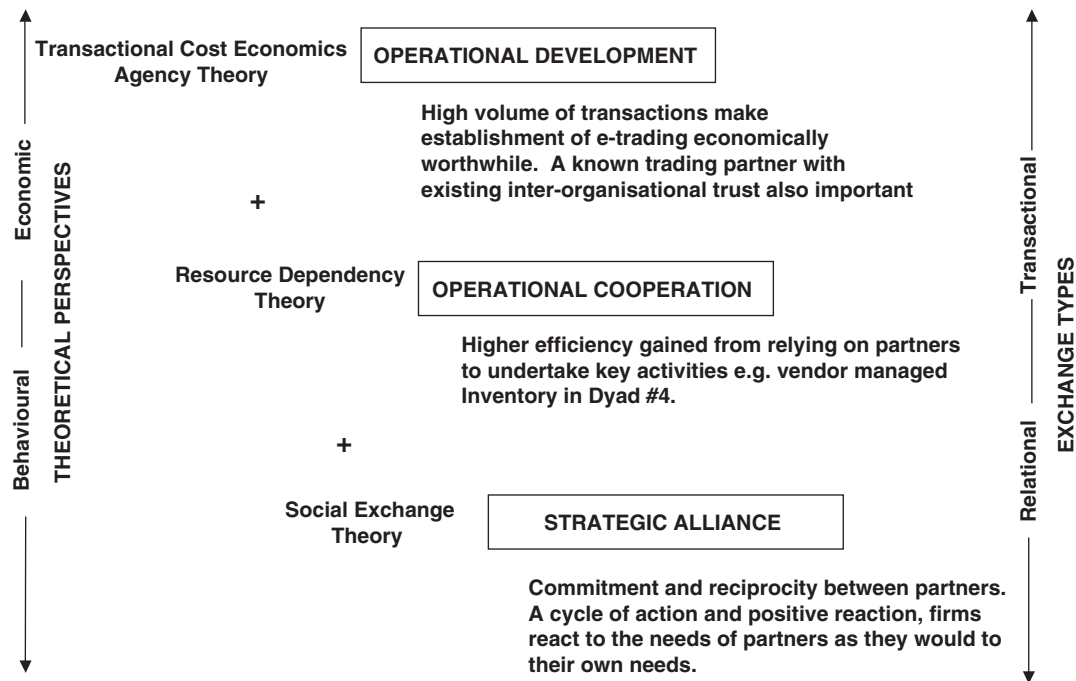 Transactional Cost Economics
Agency Theory
OPERATIONAL DEVELOPMENT
High volume of transactions make
establishment of e-trading economically
worthwhile. A known trading partner with
existing inter-organisational trust also important
+
Resource Dependency
Theory
OPERATIONAL COOPERATION
Higher efficiency gained from relying on partners
to undertake key activities e.g. vendor managed
Inventory in Dyad #4.
+
Social Exchange
Theory
STRATEGIC ALLIANCE
Commitment and reciprocity between partners.
A cycle of action and positive reaction, firms
react to the needs of partners as they would to
their own needs.
Economic
Behavioural
THEORETICAL PERSPECTIVES
Transactional
Relational
EXCHANGE TYPES